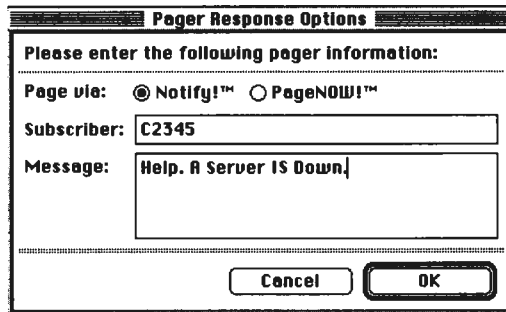 Pager Response Options
Please enter the following pager information:
Page via: Notify!™ PageNOW!™
Subscriber: C2345
Message: Help. A Server IS Down.
Cancel OK